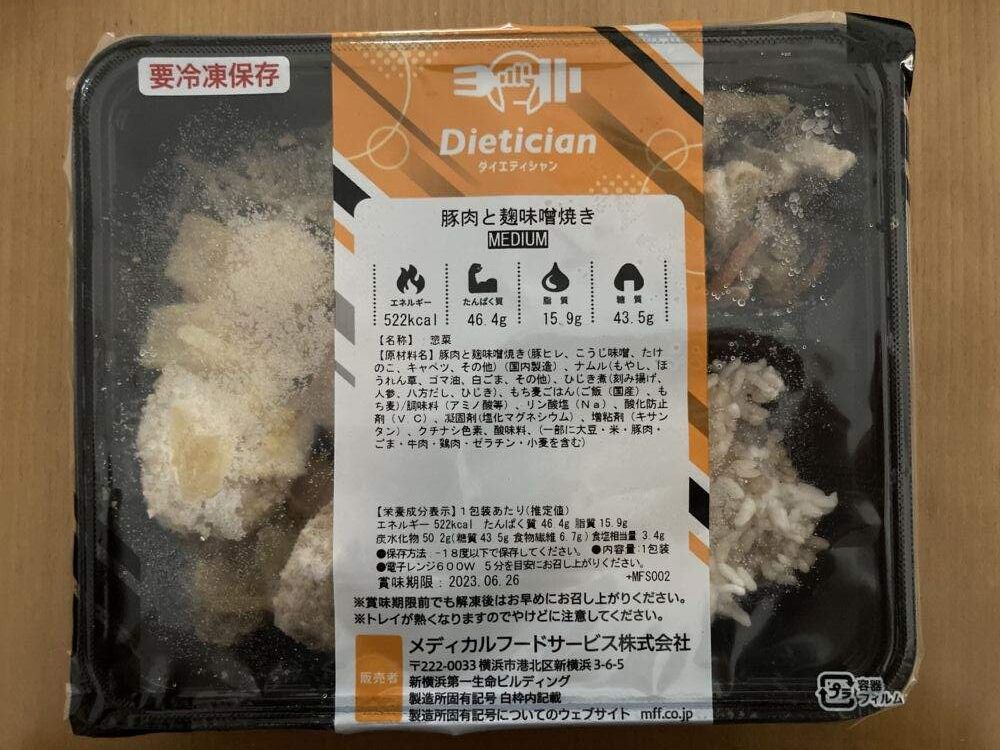 要冷凍保存
Dietician
ダイエティシャン
豚肉と麹味噌焼き
MEDIUM
エネルギー たんぱく質 脂質 糖質
522kcal 46.4g 15.9g 43.5g
【名称】 惣菜
【原材料名】豚肉と麹味噌焼き(豚ヒレ、こうじ味噌、たけ
のこ、キャベツ、その他)(国内製造)、ナムル(もやし、ほ
うれん草、ゴマ油、白ごま、その他)、ひじき煮(刻み揚げ、
人参、八方だし、ひじき)、もち麦ごはん(ご飯(国産)、も
ち麦)/調味料(アミノ酸等)、リン酸塩(Na)、酸化防止
剤(V.C)、凝固剤(塩化マグネシウム)、増粘剤(キサン
タン)、クチナシ色素、酸味料、(一部に大豆・米・豚肉・
ごま・牛肉・鶏肉・ゼラチン・小麦を含む)
【栄養成分表示】1包装あたり(推定値)
エネルギー 522kcal たんぱく質 46.4g 脂質 15.9g
炭水化物 50.2g(糖質 43.5g 食物繊維 6.7g) 食塩相当量 3.4g
●保存方法:-18度以下で保存してください。 ●内容量:1包装
●電子レンジ600W 5分を目安にお召し上がりください。
賞味期限:2023.06.26 +MFS002
※賞味期限前でも解凍後はお早めにお召し上がりください。
※トレイが熱くなりますのでやけどに注意してください。
販売者
メディカルフードサービス株式会社
〒222-0033 横浜市港北区新横浜 3-6-5
新横浜第一生命ビルディング
製造所固有記号 白枠内記載
製造所固有記号についてのウェブサイト mff.co.jp
プラ 容器
フィルム